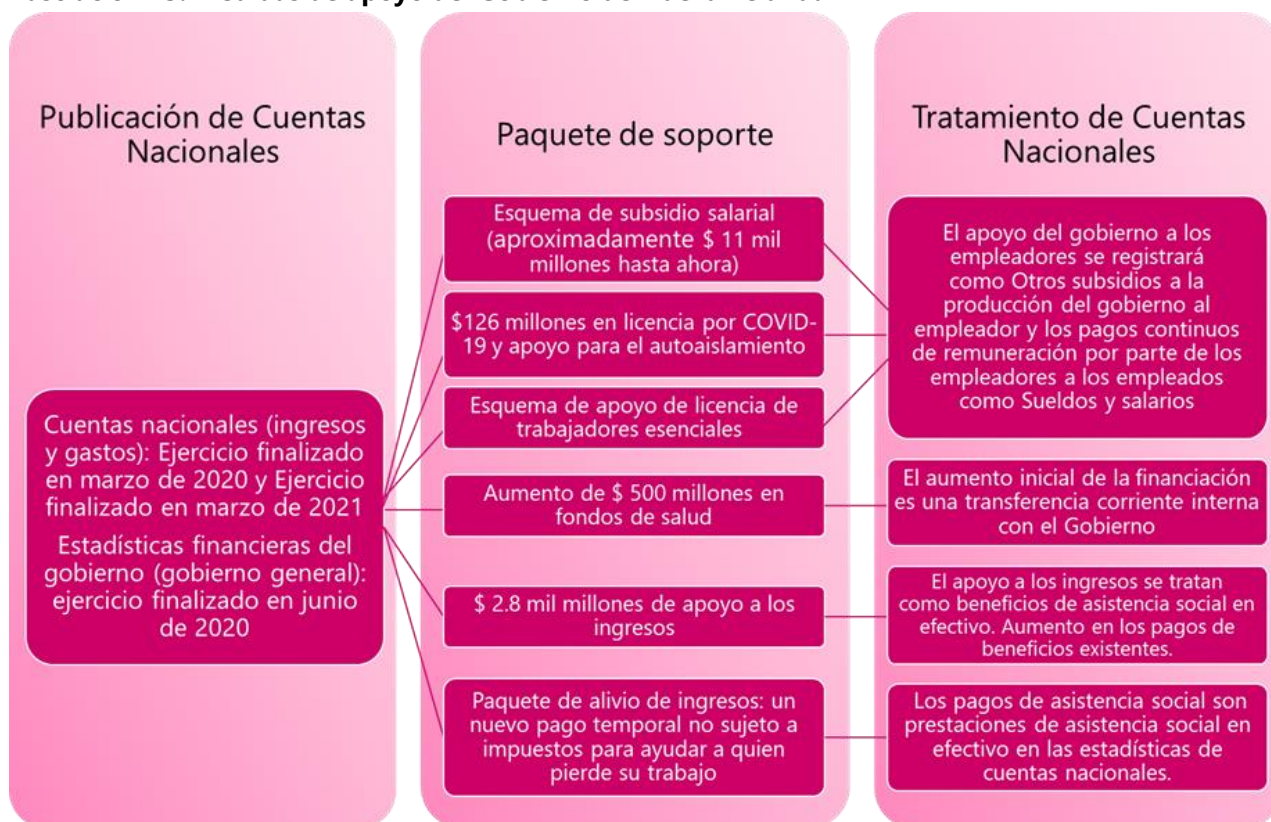 Publicación de Cuentas
Nacionales
Cuentas nacionales (ingresos
y gastos): Ejercicio finalizado
en marzo de 2020 y Ejercicio
finalizado en marzo de 2021
Estadísticas financieras del
gobierno (gobierno general):
ejercicio finalizado en junio
de 2020
Paquete de soporte
Esquema de subsidio salarial
(aproximadamente $ 11 mil
millones hasta ahora)
$126 millones en licencia por COVID-
19 y apoyo para el autoaislamiento
Esquema de apoyo de licencia de
trabajadores esenciales
Aumento de $ 500 millones en
fondos de salud
$ 2.8 mil millones de apoyo a los
ingresos
Paquete de alivio de ingresos: un
nuevo pago temporal no sujeto a
impuestos para ayudar a quien
pierde su trabajo
Tratamiento de Cuentas
Nacionales
El apoyo del gobierno a los
empleadores se registrará
como Otros subsidios a la
producción del gobierno al
empleador y los pagos continuos
de remuneración por parte de los
empleadores a los empleados
como Sueldos y salarios
El aumento inicial de la financiación
es una transferencia corriente interna
con el Gobierno
El apoyo a los ingresos se tratan
como beneficios de asistencia social en
efectivo. Aumento en los pagos de
beneficios existentes.
Los pagos de asistencia social son
prestaciones de asistencia social en
efectivo en las estadísticas de
cuentas nacionales.